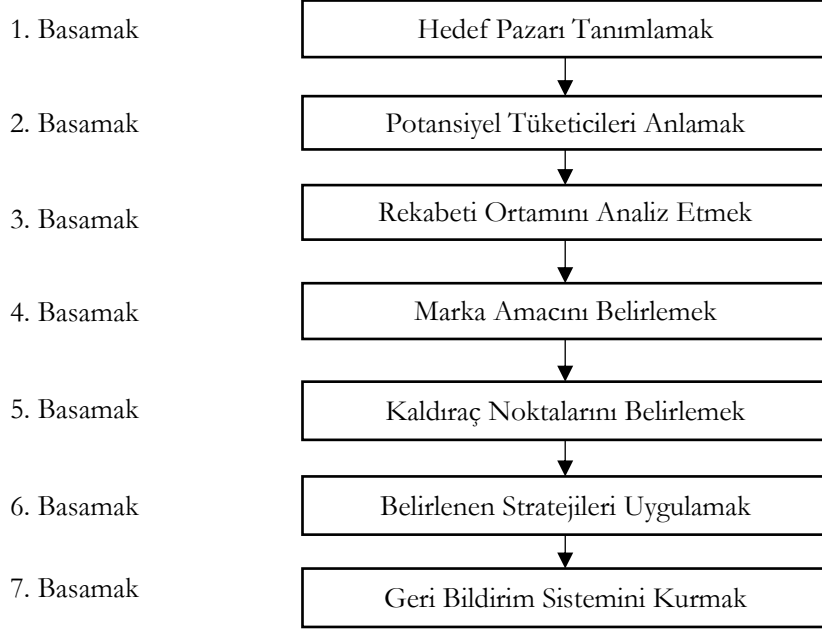 1. Basamak Hedef Pazarı Tanımlamak
2. Basamak Potansiyel Tüketicileri Anlamak
3. Basamak Rekabeti Ortamını Analiz Etmek
4. Basamak Marka Amacını Belirlemek
5. Basamak Kaldıraç Noktalarını Belirlemek
6. Basamak Belirlenen Stratejileri Uygulamak
7. Basamak Geri Bildirim Sistemini Kurmak